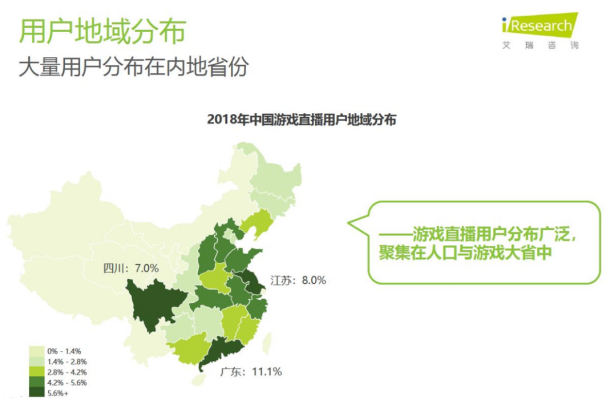 用户地域分布
iResearch
艾瑞咨询
大量用户分布在内地省份
2018年中国游戏直播用户地域分布
——游戏直播用户分布广泛，
聚集在人口与游戏大省中
四川：7.0%
江苏：8.0%
广东：11.1%
0% - 1.4%
1.4% - 2.8%
2.8% - 4.2%
4.2% - 5.6%
5.6%+